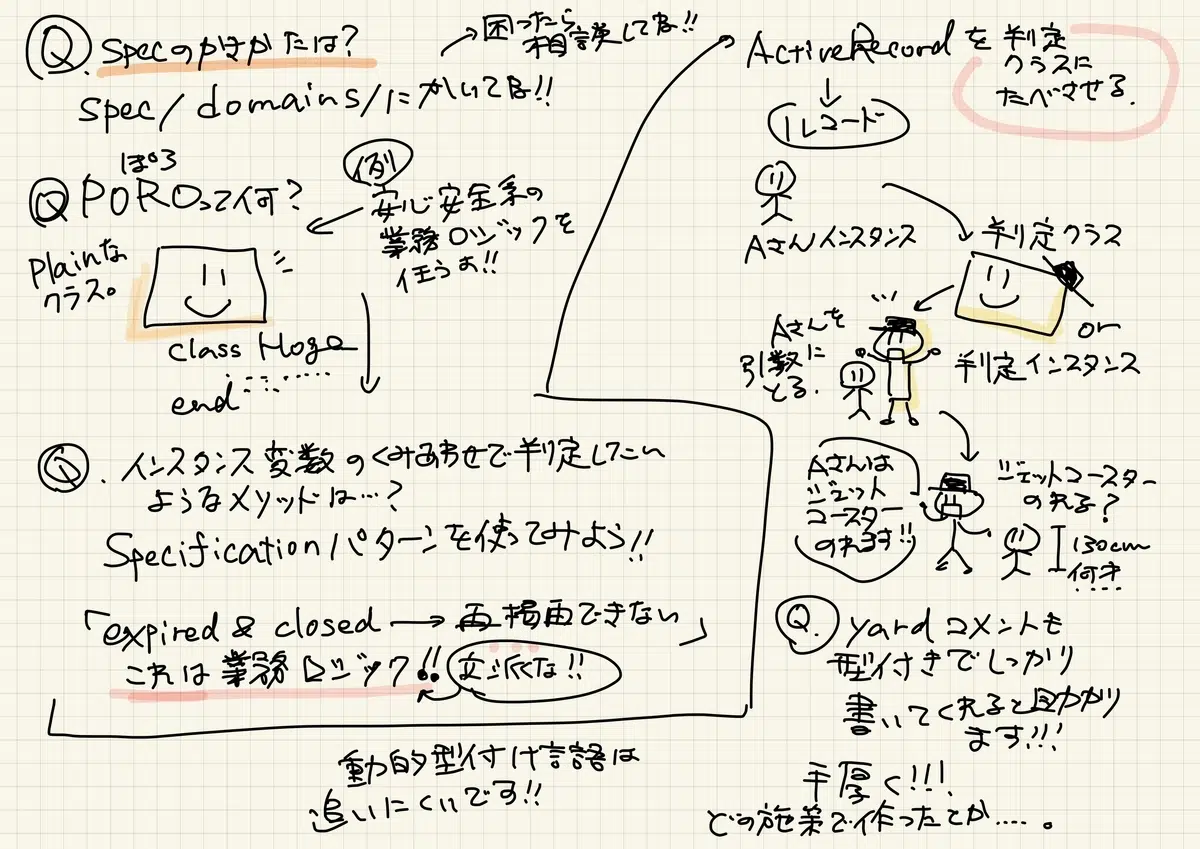 Q. Specのかきかたは?
→困ったら
相談してな!!
spec/domains/にかいてな!!
ぽろ
Q POROって何?
Plainな
クラス。
例
安心安全系の
業務ロジックを
担うよ!!
class Hoge
end
Q. インスタンス変数のくみあわせで判定したい
ようなメソッドは…?
Specificationパターンを使ってみよう!!
「expired & closed → 再掲載できない」
これは業務ロジック!!
立派な!!
動的型付け言語は
追いにくいです!!
ActiveRecordを
判定
クラスに
たべさせる.
1レコード
Aさんインスタンス
判定クラス
or
判定インスタンス
Aさんを
引数に
とる.
Aさんは
ジェット
コースター
のれます!!
ジェットコースター
のれる?
130cm
何才
Q. yardコメントも
型付きでしっかり
書いてくれると助かり
ます!!!
手厚く!!!
どの施策で作ったとか….。